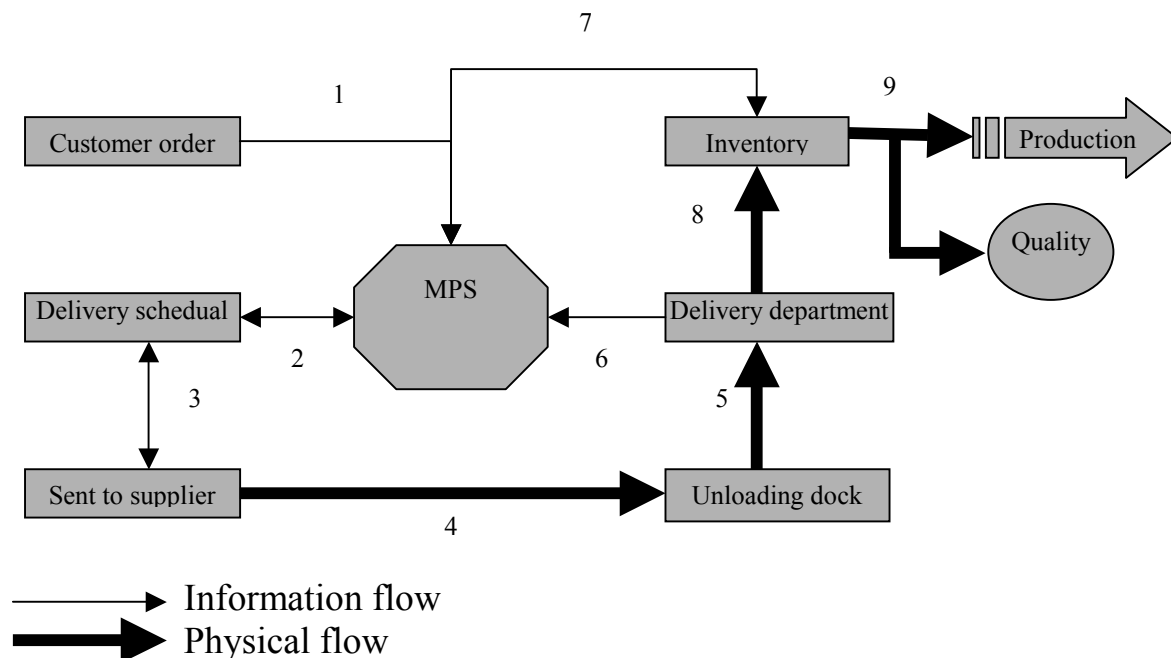 7
1
9
Customer order
Inventory
Production
8
Quality
MPS
Delivery schedual
Delivery department
2
6
3
5
Sent to supplier
Unloading dock
4
Information flow
Physical flow